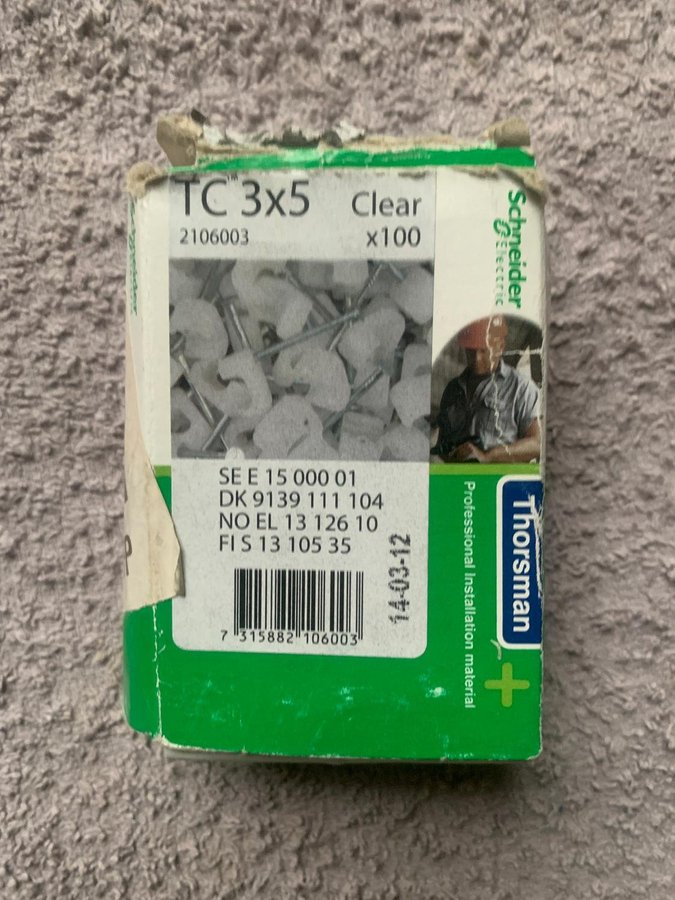 TC™ 3x5 Clear
2106003 x100
Schneider
Electric
SE E 15 000 01
DK 9139 111 104
NO EL 13 126 10
FI S 13 105 35
14-03-12
7 315882 106003
Thorsman
Professional Installation material